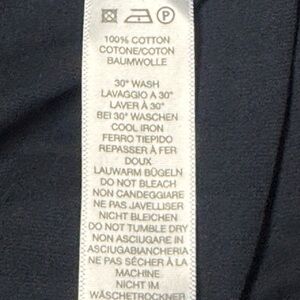 P
100% COTTON
COTONE/COTON
BAUMWOLLE
30° WASH
LAVAGGIO A 30°
LAVER À 30°
BEI 30° WASCHEN
COOL IRON
FERRO TIEPIDO
REPASSER À FER
DOUX
LAUWARM BÜGELN
DO NOT BLEACH
NON CANDEGGIARE
NE PAS JAVELLISER
NICHT BLEICHEN
DO NOT TUMBLE DRY
NON ASCIUGARE IN
ASCIUGABIANCHERIA
NE PAS SÉCHER À LA
MACHINE
NICHT IM
WÄSCHETROCKNER